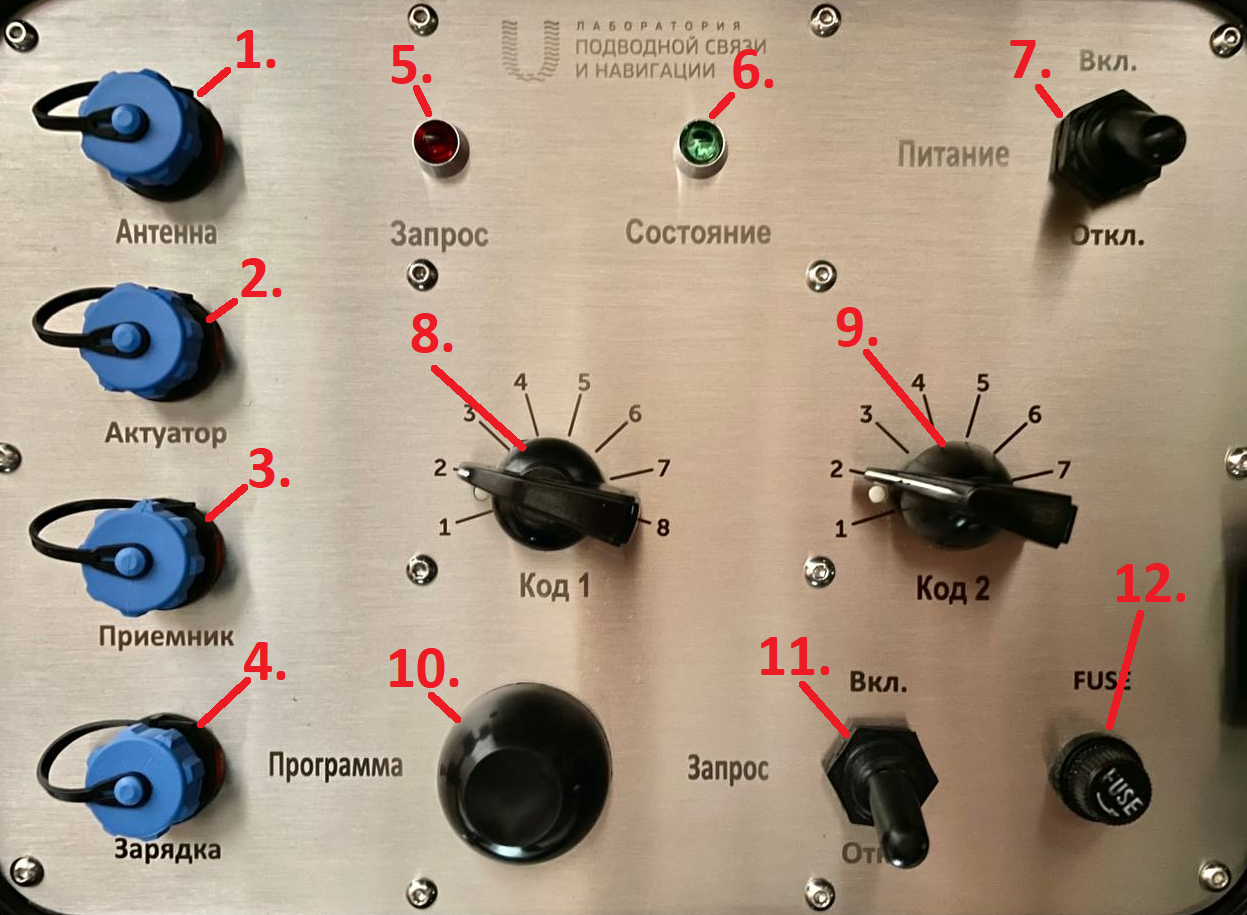 ЛАБОРАТОРИЯ
ПОДВОДНОЙ СВЯЗИ
И НАВИГАЦИИ
1.
5.
6.
7.
Вкл.
Питание
Откл.
Антенна
Запрос
Состояние
2.
Актуатор
8.
9.
1
2
3
4
5
6
7
8
Код 1
1
2
3
4
5
6
7
Код 2
3.
Приемник
4.
Зарядка
10.
Программа
11.
Вкл.
Запрос
12.
FUSE
FUSE